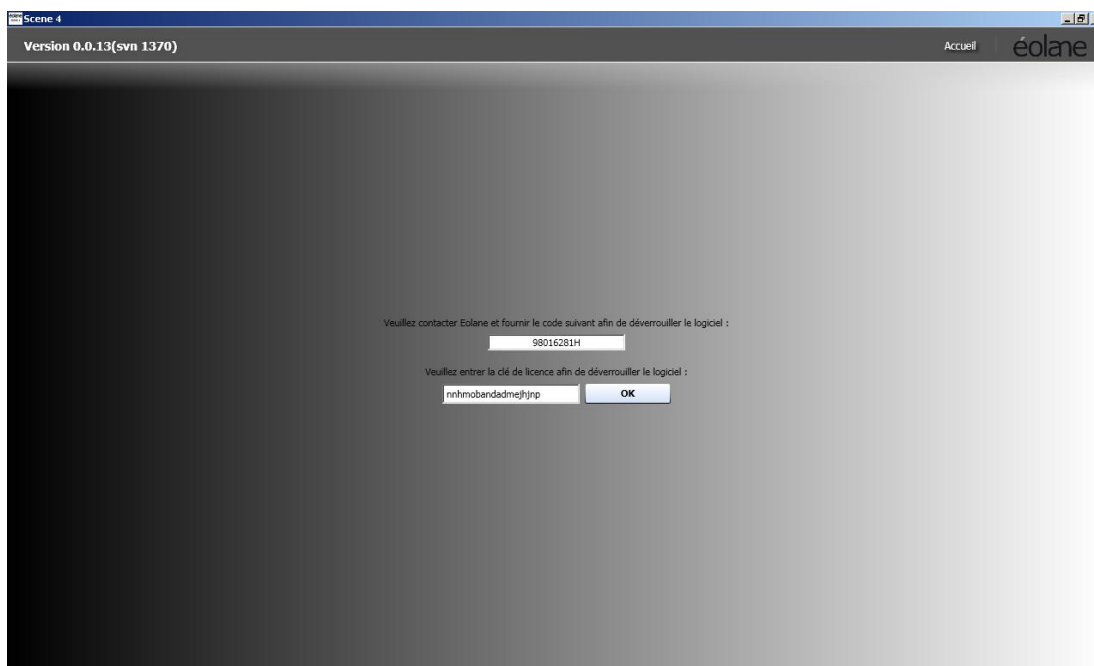 Scene 4
Version 0.0.13(svn 1370)
Accueil
éolane
Veuillez contacter Eolane et fournir le code suivant afin de déverrouiller le logiciel :
98016281H
Veuillez entrer la clé de licence afin de déverrouiller le logiciel :
nnhmobandadmejhjnp
OK